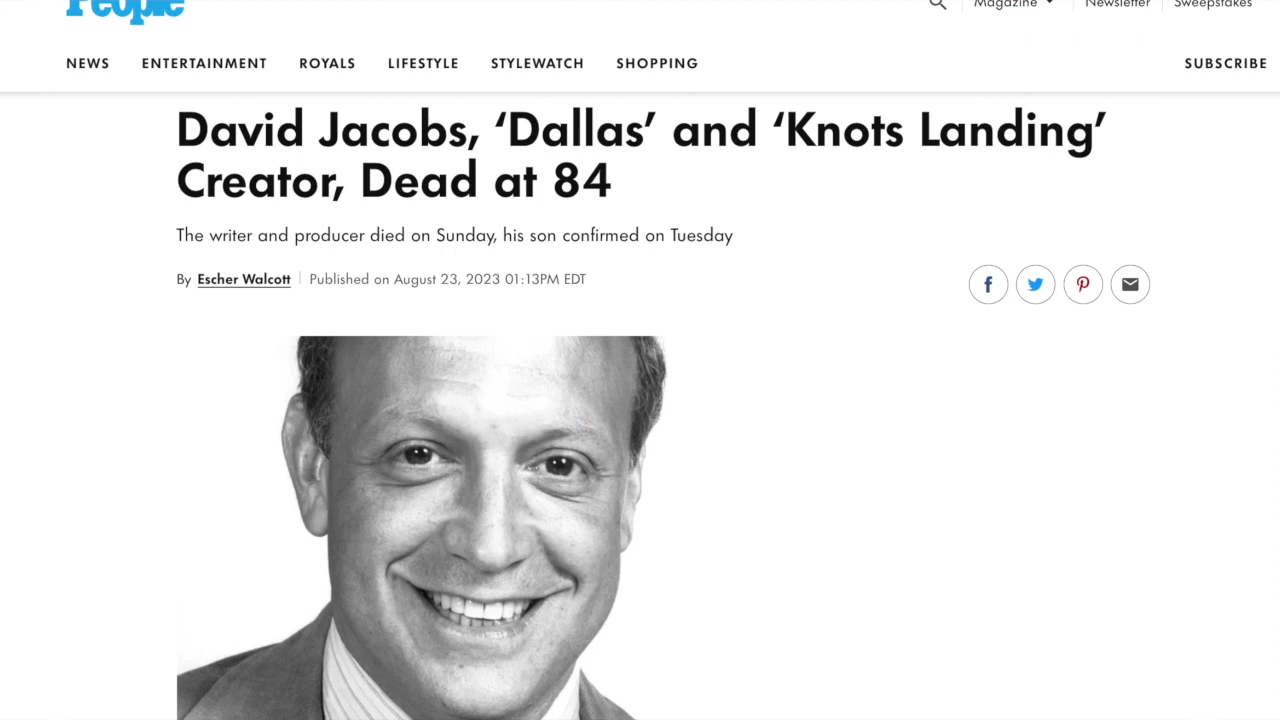 People
Magazine Newsletter Sweepstakes
NEWS ENTERTAINMENT ROYALS LIFESTYLE STYLEWATCH SHOPPING SUBSCRIBE
David Jacobs, ‘Dallas’ and ‘Knots Landing’
Creator, Dead at 84
The writer and producer died on Sunday, his son confirmed on Tuesday
By Escher Walcott Published on August 23, 2023 01:13PM EDT